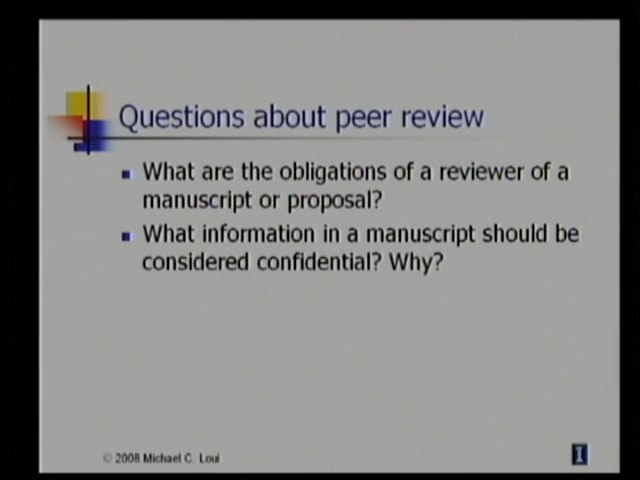 Questions about peer review
What are the obligations of a reviewer of a
manuscript or proposal?
What information in a manuscript should be
considered confidential? Why?
© 2008 Michael C. Loui
I